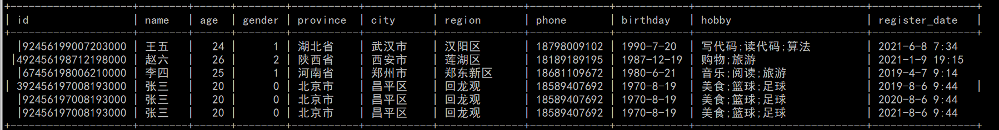 | id | name | age | gender | province | city | region | phone | birthday | hobby | register_date |
|92456199007203000 | 王五 | 24 | 1 | 湖北省 | 武汉市 | 汉阳区 | 18798009102 | 1990-7-20 | 写代码;读代码;算法 | 2021-6-8 7:34
|492456198712198000 | 赵六 | 26 | 2 | 陕西省 | 西安市 | 莲湖区 | 18189189195 | 1987-12-19 | 购物;旅游 | 2021-1-9 19:15
|67456198006210000 | 李四 | 25 | 1 | 河南省 | 郑州市 | 郑东新区 | 18681109672 | 1980-6-21 | 音乐;阅读;旅游 | 2019-4-7 9:14
| 392456197008193000 | 张三 | 20 | 0 | 北京市 | 昌平区 | 回龙观 | 18589407692 | 1970-8-19 | 美食;篮球;足球 | 2019-8-6 9:44 |
|92456197008193000 | 张三 | 20 | 0 | 北京市 | 昌平区 | 回龙观 | 18589407692 | 1970-8-19 | 美食;篮球;足球 | 2020-8-6 9:44
|92456197008193000 | 张三 | 20 | 0 | 北京市 | 昌平区 | 回龙观 | 18589407692 | 1970-8-19 | 美食;篮球;足球 | 2021-8-6 9:44